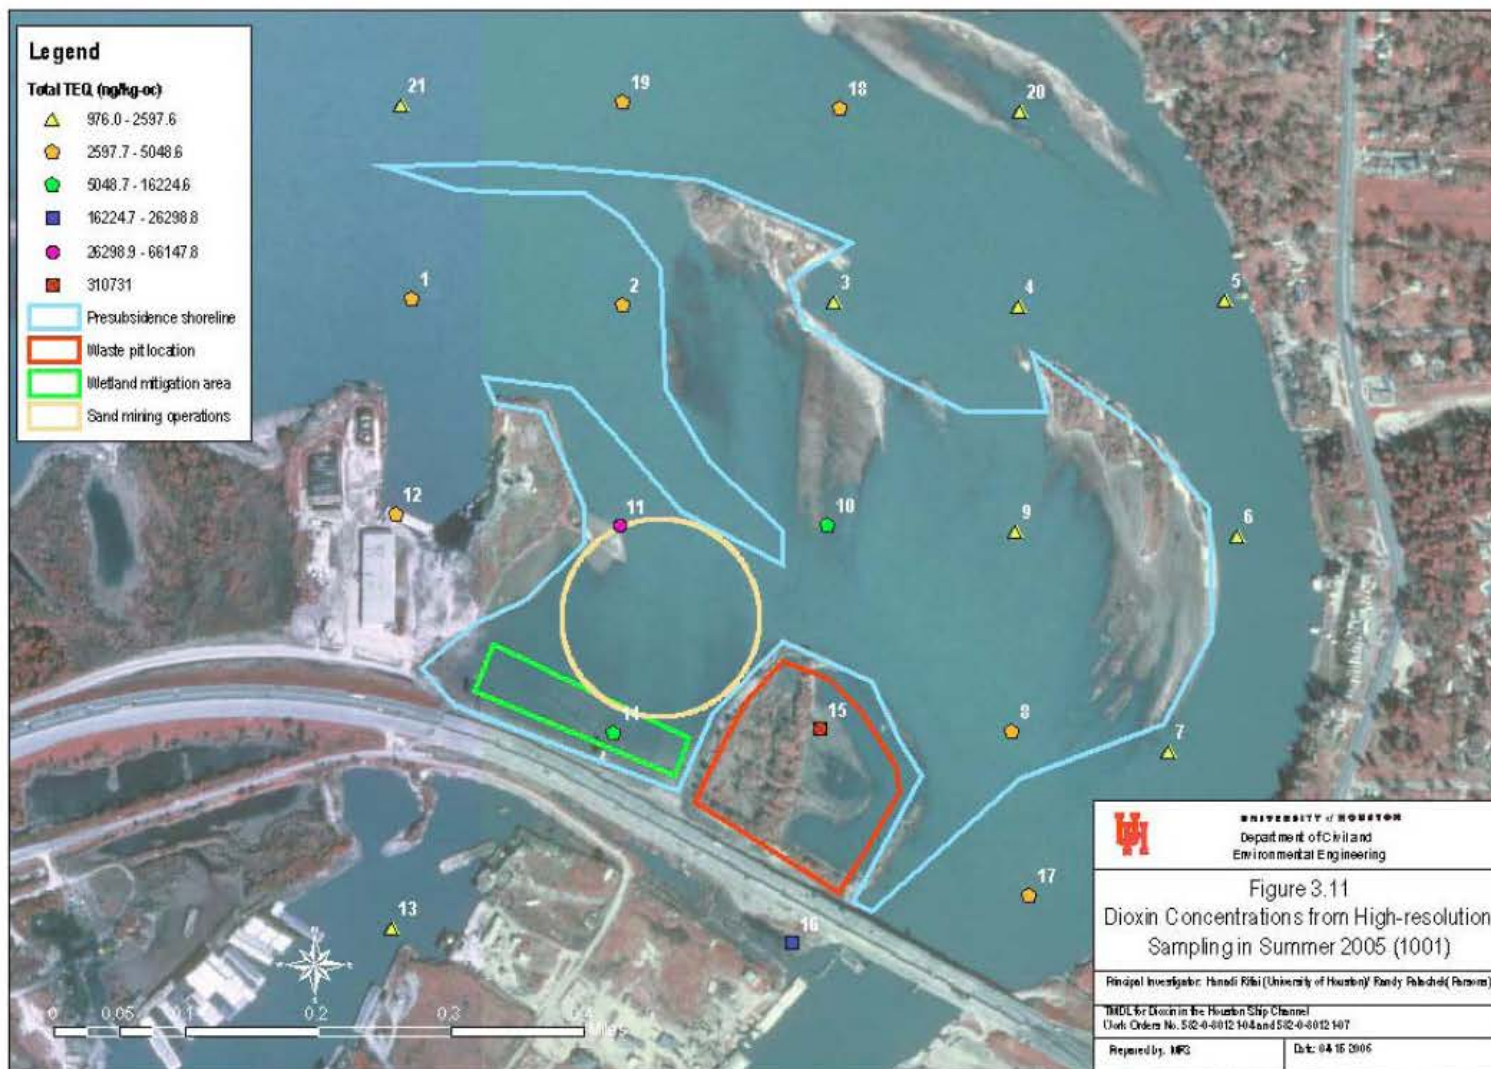 Legend
Total TEQ (ng/kg-oc)
976.0 - 2597.6
2597.7 - 5048.6
5048.7 - 16224.6
16224.7 - 26298.8
26298.9 - 66147.8
310731
Presubsidence shoreline
Waste pit location
Wetland mitigation area
Sand mining operations
21
19
18
20
1
2
3
4
5
12
11
10
9
6
14
15
8
7
13
16
17
0 0.05 0.1 0.2 0.3 0.4
Miles
UNIVERSITY of HOUSTON
Department of Civil and
Environmental Engineering
Figure 3.11
Dioxin Concentrations from High-resolution
Sampling in Summer 2005 (1001)
Principal Investigator: Hanadi Rifai (University of Houston)/ Randy Palachek( Parsons)
TMDL for Dioxin in the Houston Ship Channel
Work Orders No. 582-0-80121-04 and 582-0-80121-07
Prepared by:
Date: 04 15 2006